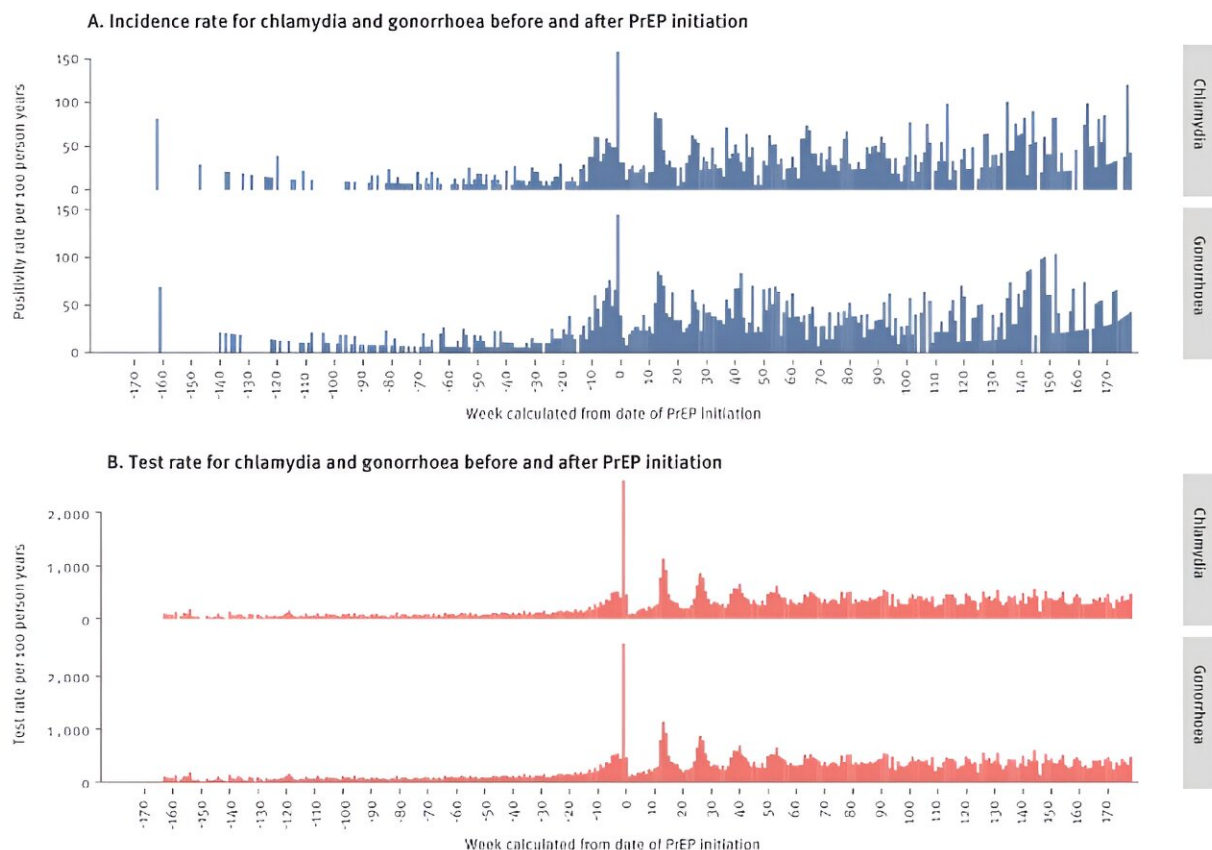 A. Incidence rate for chlamydia and gonorrhoea before and after PrEP initiation
Positivity rate per 100 person years
150
100
50
0
Chlamydia
150
100
50
0
Gonorrhoea
-170 -160 -150 -140 -130 -120 -110 -100 -90 -80 -70 -60 -50 -40 -30 -20 -10 0 10 20 30 40 50 60 70 80 90 100 110 120 130 140 150 160 170
Week calculated from date of PrEP initiation
B. Test rate for chlamydia and gonorrhoea before and after PrEP initiation
Test rate per 100 person years
2,000
1,000
0
Chlamydia
2,000
1,000
0
Gonorrhoea
-170 -160 -150 -140 -130 -120 -110 -100 -90 -80 -70 -60 -50 -40 -30 -20 -10 0 10 20 30 40 50 60 70 80 90 100 110 120 130 140 150 160 170
Week calculated from date of PrEP initiation